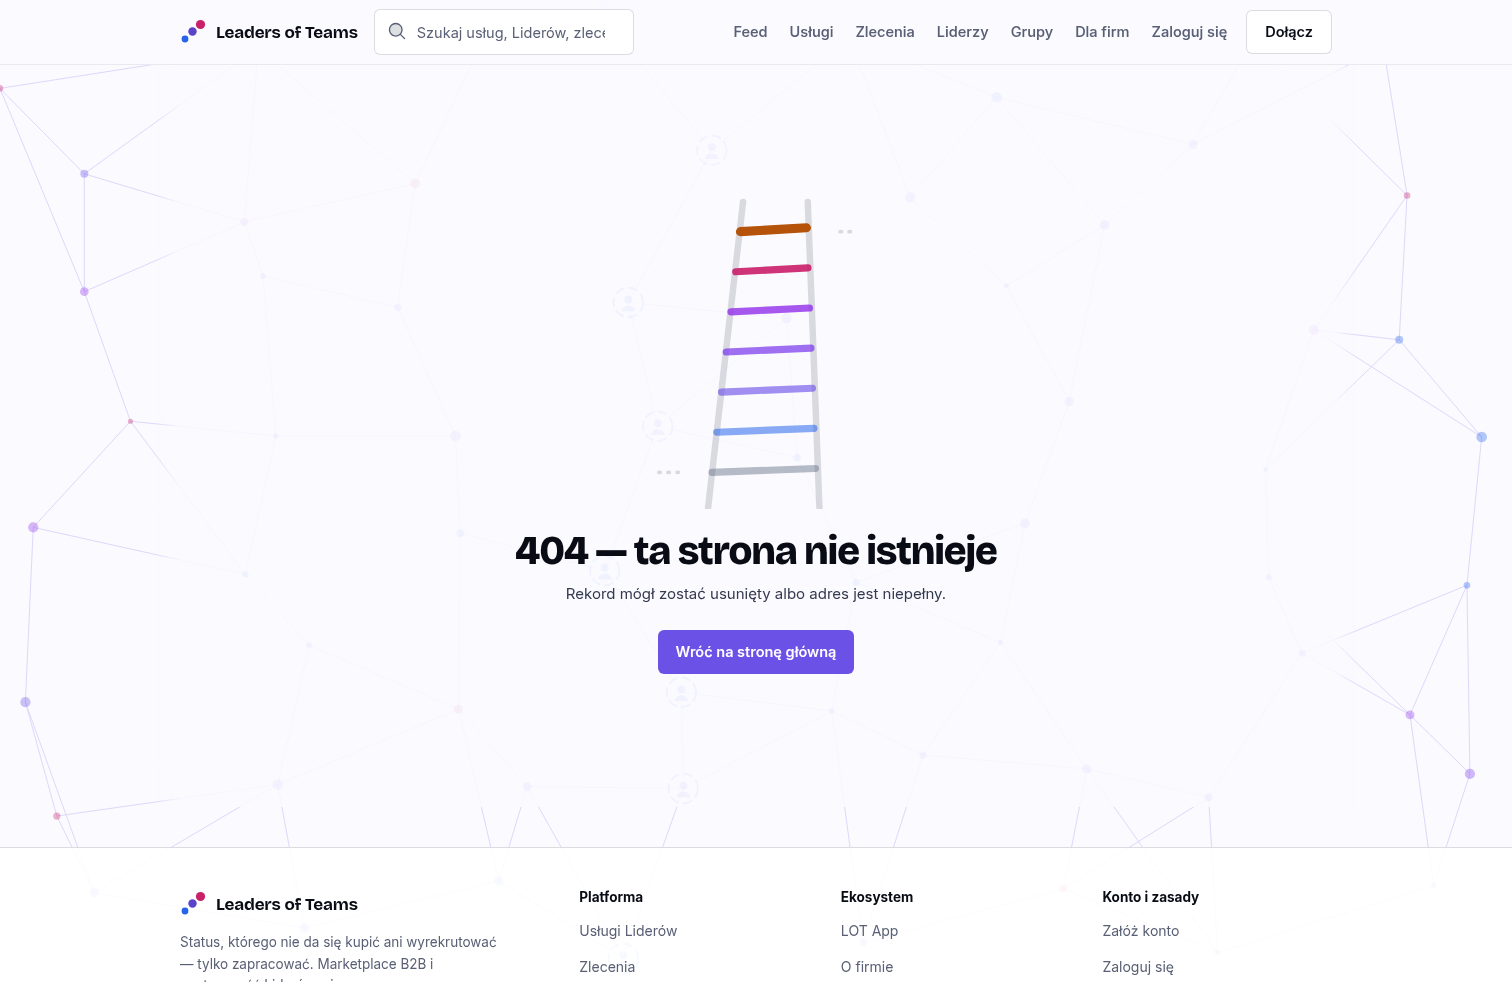 Leaders of Teams
Szukaj usług, Liderów, zlece
Feed
Usługi
Zlecenia
Liderzy
Grupy
Dla firm
Zaloguj się
Dołącz
404 — ta strona nie istnieje
Rekord mógł zostać usunięty albo adres jest niepełny.
Wróć na stronę główną
Leaders of Teams
Status, którego nie da się kupić ani wyrekrutować
— tylko zapracować. Marketplace B2B i
Platforma
Usługi Liderów
Zlecenia
Ekosystem
LOT App
O firmie
Konto i zasady
Załóż konto
Zaloguj się